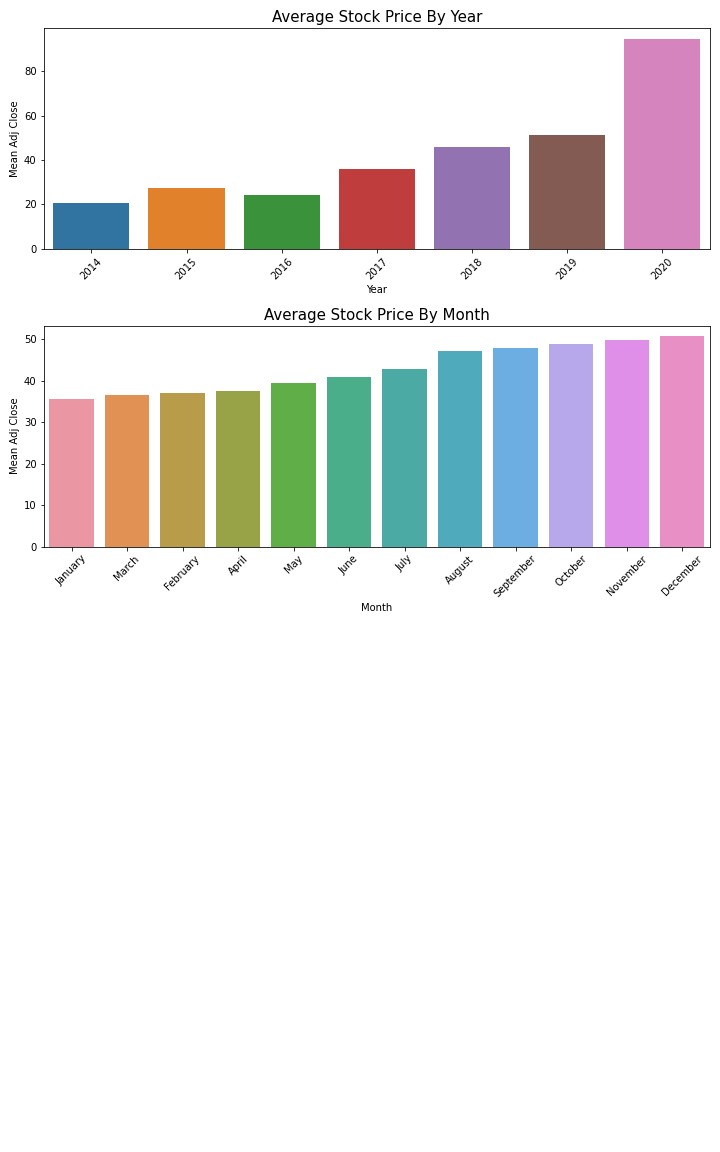 Average Stock Price By Year
Mean Adj Close
80
60
40
20
0
2014 2015 2016 2017 2018 2019 2020
Year
Average Stock Price By Month
Mean Adj Close
50
40
30
20
10
0
January March February April May June July August September October November December
Month